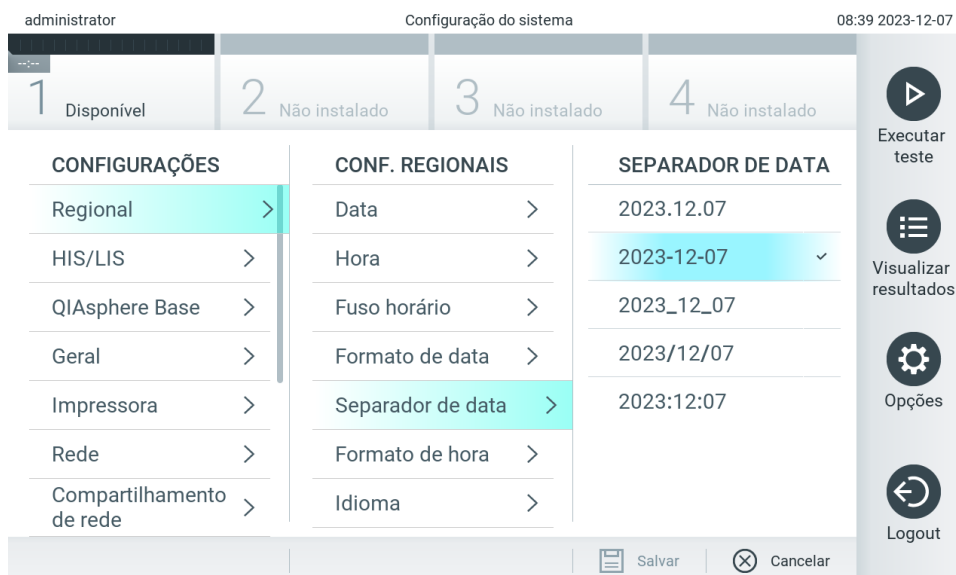 administrator
Configuração do sistema
08:39 2023-12-07
--:--
1 Disponível
2 Não instalado
3 Não instalado
4 Não instalado
CONFIGURAÇÕES
Regional
HIS/LIS
QIAsphere Base
Geral
Impressora
Rede
Compartilhamento
de rede
CONF. REGIONAIS
Data
Hora
Fuso horário
Formato de data
Separador de data
Formato de hora
Idioma
SEPARADOR DE DATA
2023.12.07
2023-12-07
2023_12_07
2023/12/07
2023:12:07
Executar
teste
Visualizar
resultados
Opções
Logout
Salvar
Cancelar